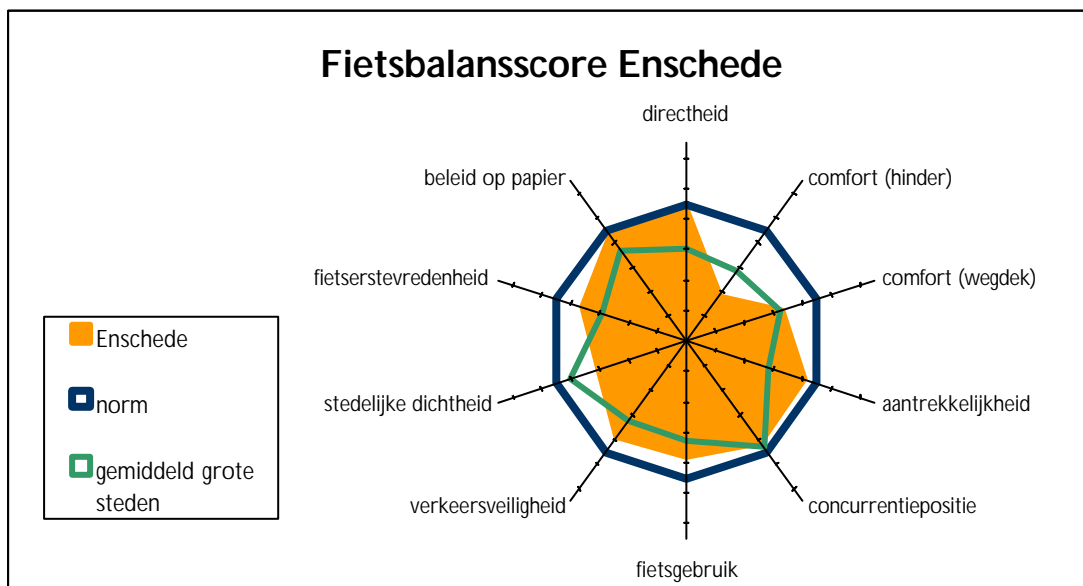 Fietsbalansscore Enschede
directheid
beleid op papier
comfort (hinder)
fietserstevredenheid
comfort (wegdek)
Enschede
norm
stedelijke dichtheid
aantrekkelijkheid
gemiddeld grote
steden
verkeersveiligheid
concurrentiepositie
fietsgebruik